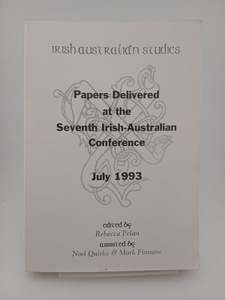 IRISH AUSTRALIAN STUDIES
Papers Delivered
at the
Seventh Irish-Australian
Conference
July 1993
edited by
Rebecca Pelan
assisted by
Noel Quirke & Mark Finnane